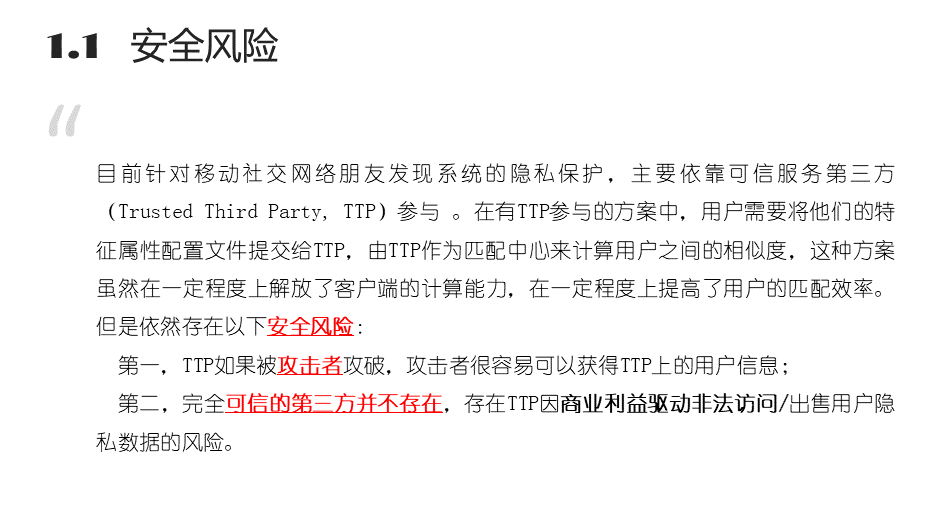 1.1 安全风险
“
目前针对移动社交网络朋友发现系统的隐私保护，主要依靠可信服务第三方
（Trusted Third Party, TTP）参与 。在有TTP参与的方案中，用户需要将他们的特
征属性配置文件提交给TTP，由TTP作为匹配中心来计算用户之间的相似度，这种方案
虽然在一定程度上解放了客户端的计算能力，在一定程度上提高了用户的匹配效率。
但是依然存在以下安全风险：
第一，TTP如果被攻击者攻破，攻击者很容易可以获得TTP上的用户信息；
第二，完全可信的第三方并不存在，存在TTP因商业利益驱动非法访问/出售用户隐
私数据的风险。